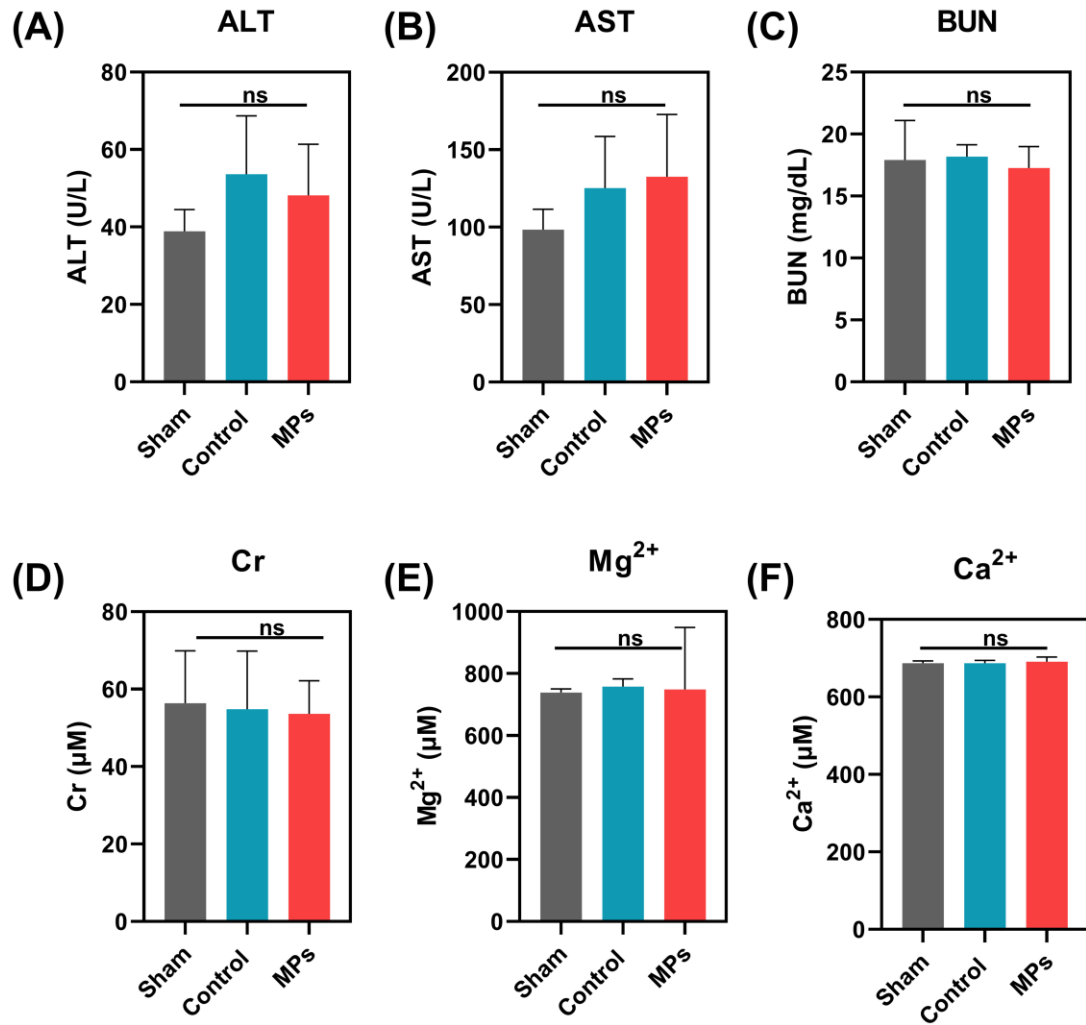 (A) ALT
ALT (U/L)
80
60
40
20
0
ns
Sham
Control
MPs
(B) AST
AST (U/L)
200
150
100
50
0
ns
Sham
Control
MPs
(C) BUN
BUN (mg/dL)
25
20
15
10
5
0
ns
Sham
Control
MPs
(D) Cr
Cr (μM)
80
60
40
20
0
ns
Sham
Control
MPs
(E) Mg²⁺
Mg²⁺ (μM)
1000
800
600
400
200
0
ns
Sham
Control
MPs
(F) Ca²⁺
Ca²⁺ (μM)
800
600
400
200
0
ns
Sham
Control
MPs